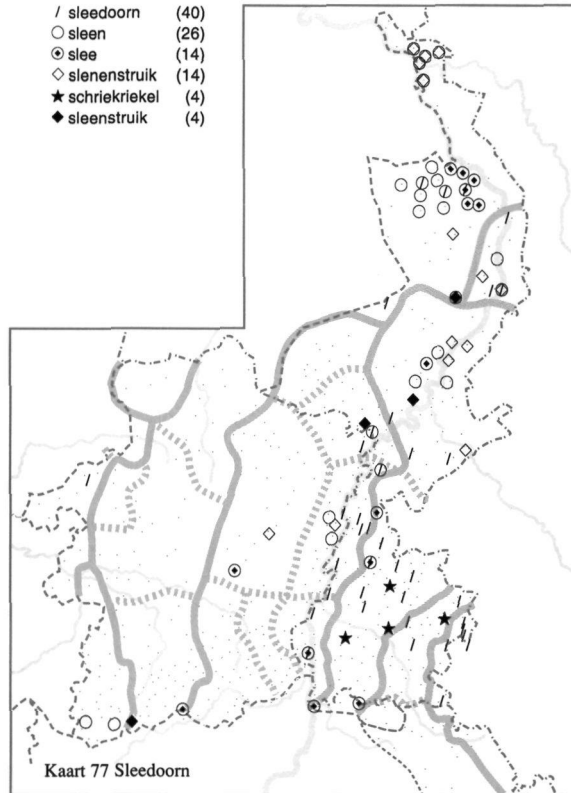 / sleedoorn (40)
○ sleen (26)
slee (14)
◇ slenenstruik (14)
★ schriekriekel (4)
◆ sleenstruik (4)
Kaart 77 Sleedoorn